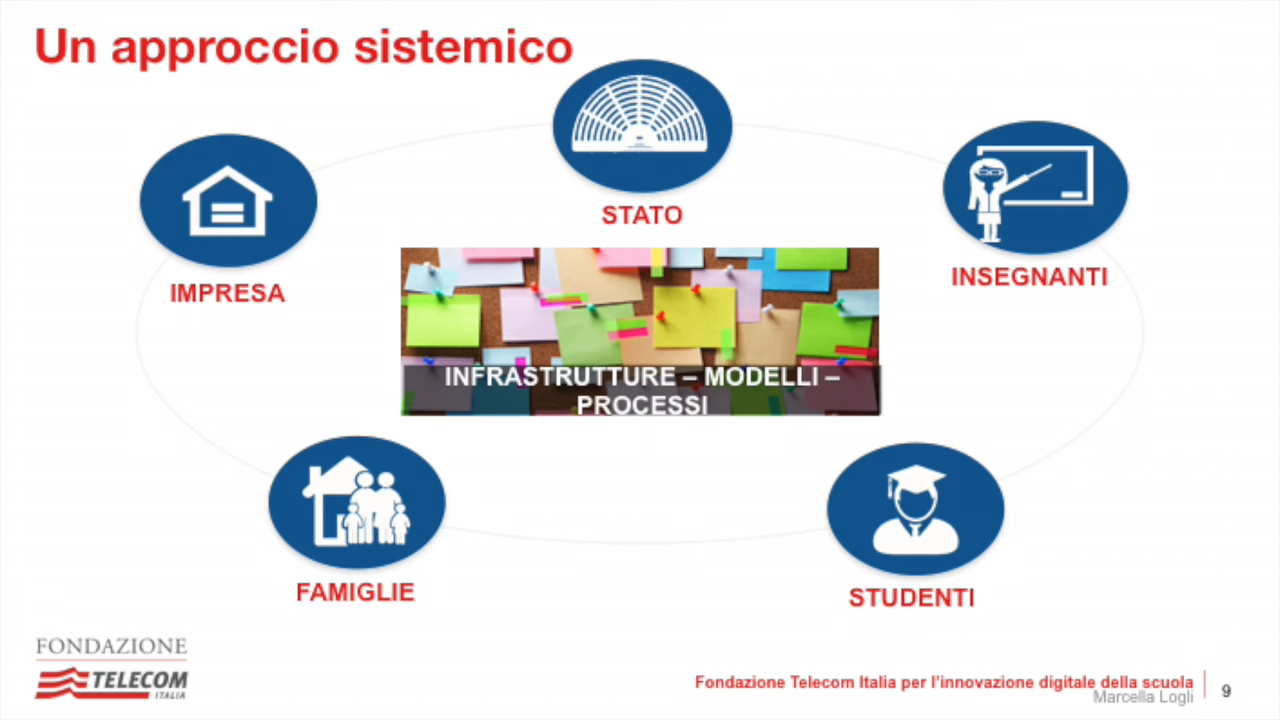 Un approccio sistemico
STATO
IMPRESA
INSEGNANTI
INFRASTRUTTURE – MODELLI –
PROCESSI
FAMIGLIE
STUDENTI
FONDAZIONE
TELECOM
ITALIA
Fondazione Telecom Italia per l’innovazione digitale della scuola
Marcella Logli
9